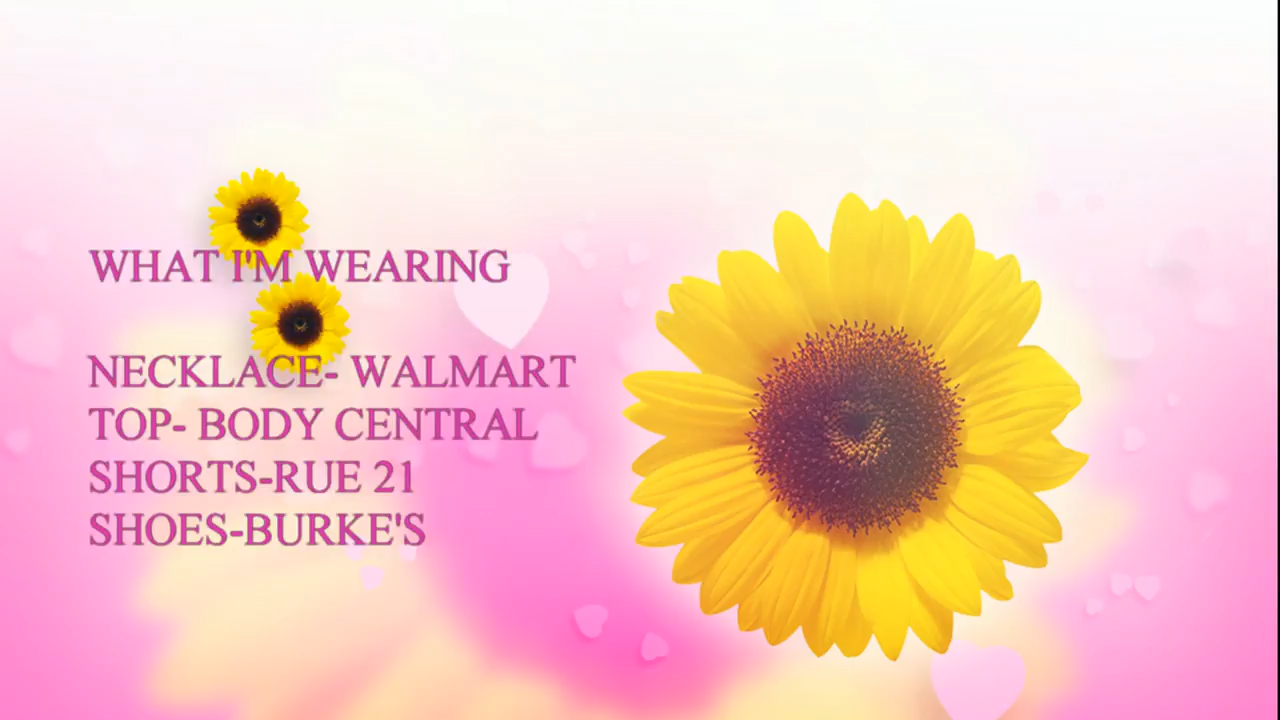 WHAT I'M WEARING
NECKLACE- WALMART
TOP- BODY CENTRAL
SHORTS-RUE 21
SHOES-BURKE'S